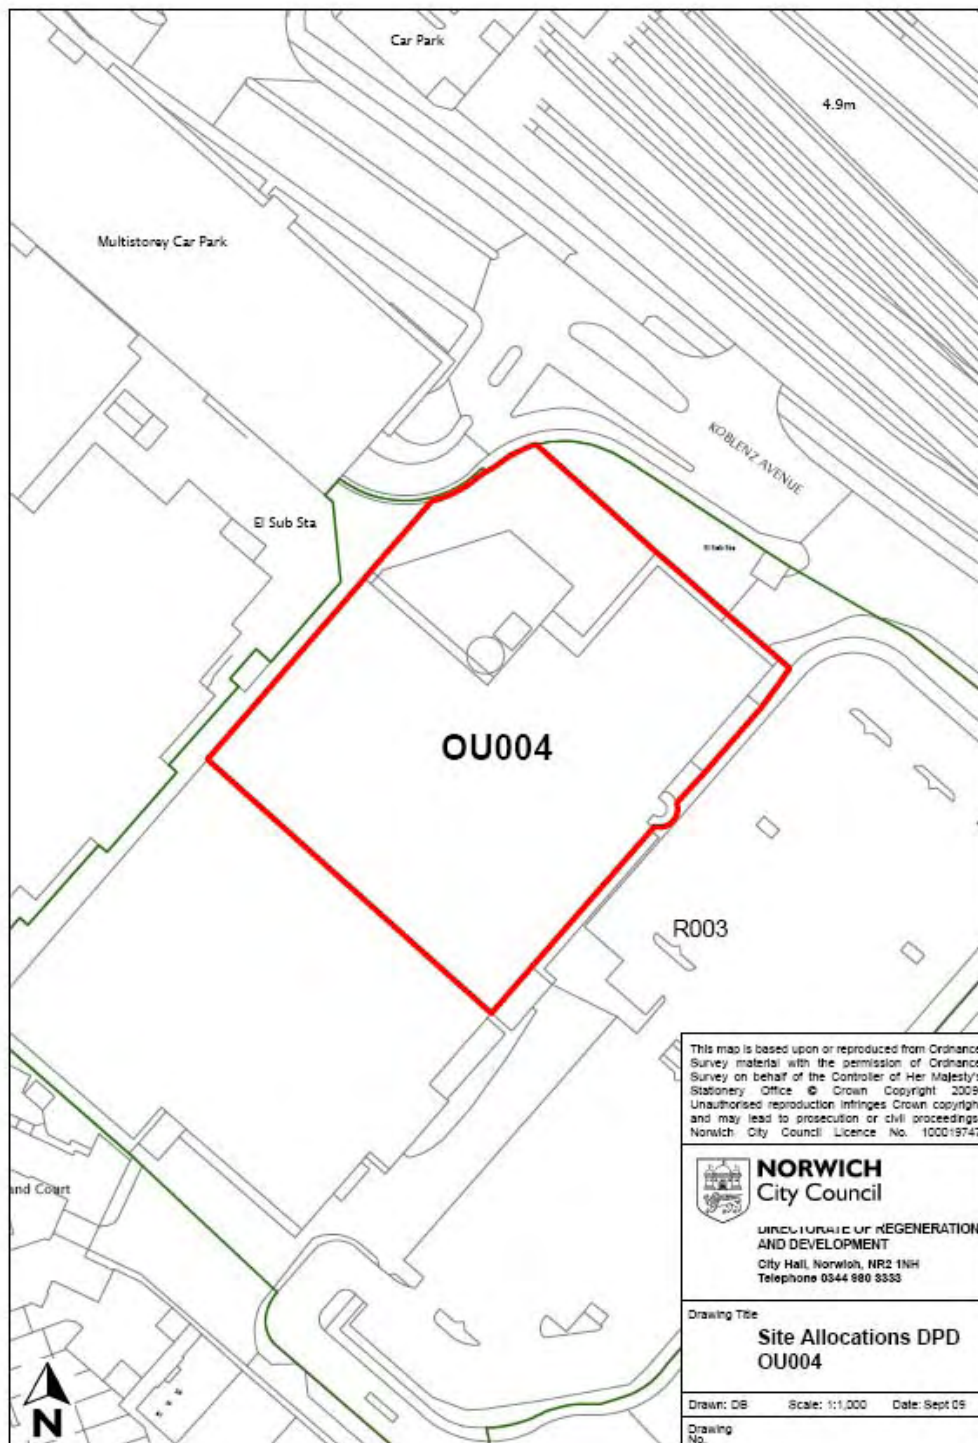 Car Park
4.9m
Multistorey Car Park
KOBLENZ AVENUE
El Sub Sta
El Sub Sta
OU004
R003
and Court
This map is based upon or reproduced from Ordnance
Survey material with the permission of Ordnance
Survey on behalf of the Controller of Her Majesty's
Stationery Office © Crown Copyright 2009
Unauthorised reproduction infringes Crown copyrigh
and may lead to prosecution or civil proceedings
Norwich City Council Licence No. 100019747
NORWICH
City Council
DIRECTORATE OF REGENERATION
AND DEVELOPMENT
City Hall, Norwich, NR2 1NH
Telephone 0344 980 3333
Drawing Title
Site Allocations DPD
OU004
Drawn: DB Scale: 1:1,000 Date: Sept 09
Drawing
No.
N